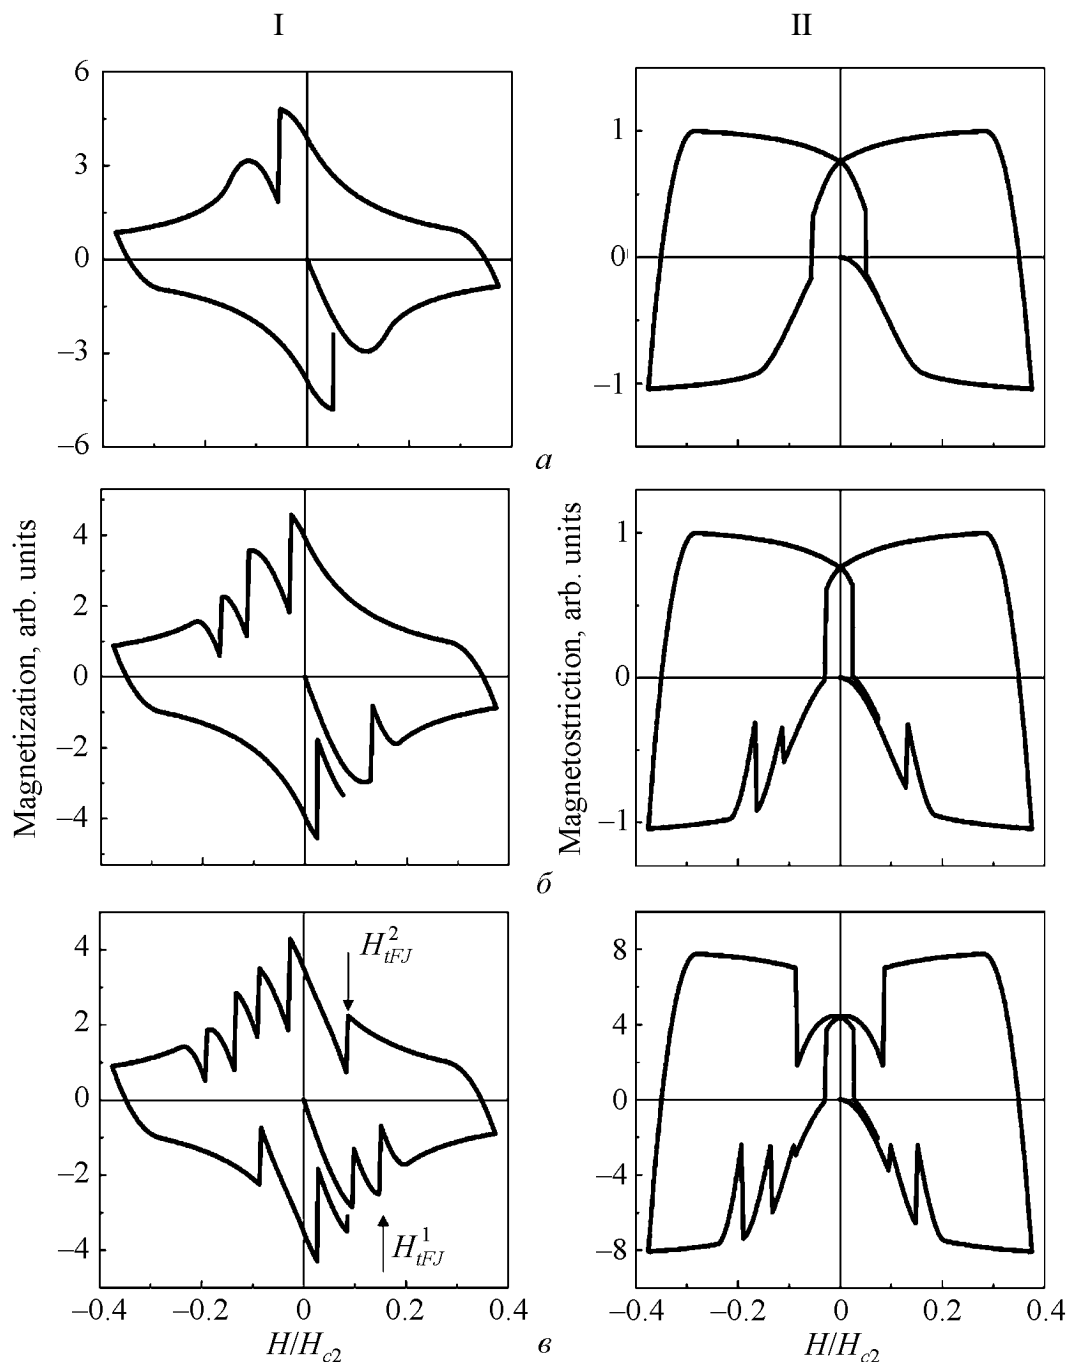 I II
6
3
0
–3
–6
1
0
–1
а
Magnetization, arb. units
4
2
0
–2
–4
Magnetostriction, arb. units
1
0
–1
б
4
2
0
–2
–4
H²tFJ
H¹tFJ
–0.4 –0.2 0 0.2 0.4
H/Hc2
8
4
0
–4
–8
–0.4 –0.2 0 0.2 0.4
H/Hc2
в